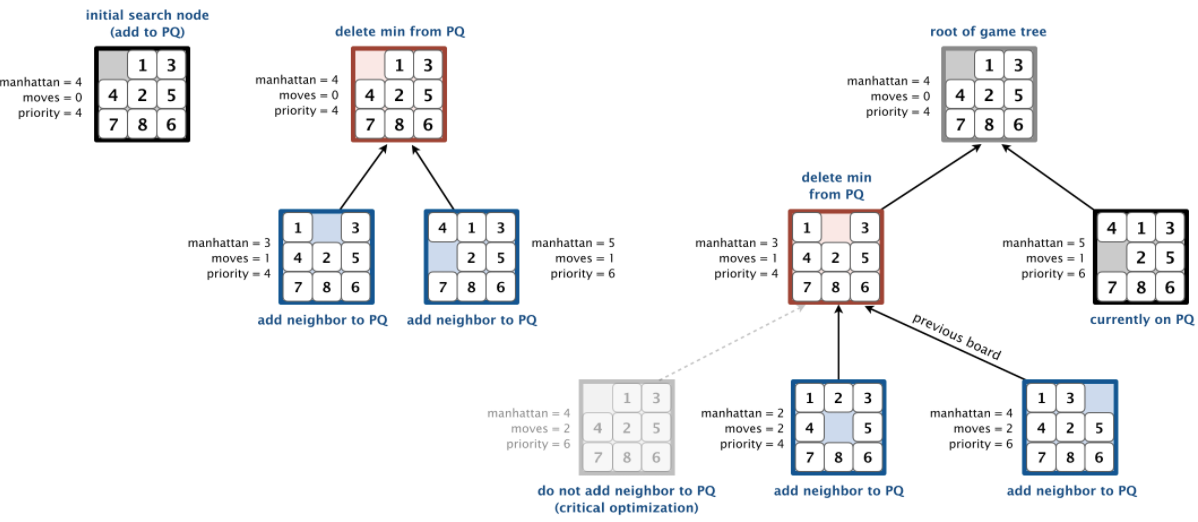 initial search node
(add to PQ)
manhattan = 4
moves = 0
priority = 4
1 3
4 2 5
7 8 6
delete min from PQ
manhattan = 4
moves = 0
priority = 4
1 3
4 2 5
7 8 6
manhattan = 3
moves = 1
priority = 4
1 3
4 2 5
7 8 6
add neighbor to PQ
4 1 3
2 5
7 8 6
manhattan = 5
moves = 1
priority = 6
add neighbor to PQ
root of game tree
manhattan = 4
moves = 0
priority = 4
1 3
4 2 5
7 8 6
delete min
from PQ
manhattan = 3
moves = 1
priority = 4
1 3
4 2 5
7 8 6
manhattan = 5
moves = 1
priority = 6
4 1 3
2 5
7 8 6
currently on PQ
previous board
manhattan = 4
moves = 2
priority = 6
1 3
4 2 5
7 8 6
do not add neighbor to PQ
(critical optimization)
manhattan = 2
moves = 2
priority = 4
1 2 3
4 5
7 8 6
add neighbor to PQ
manhattan = 4
moves = 2
priority = 6
1 3
4 2 5
7 8 6
add neighbor to PQ